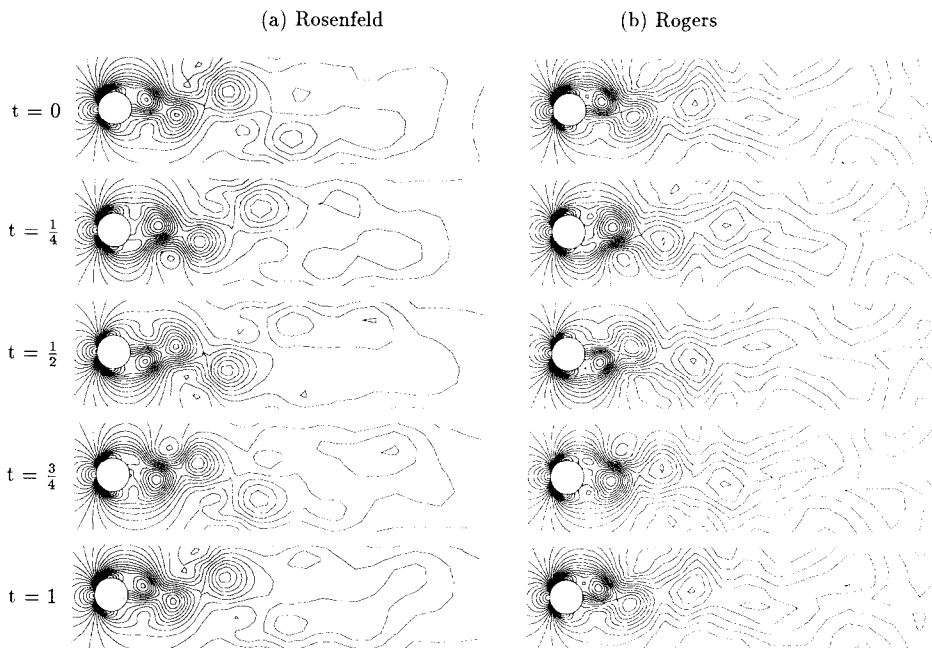 (a) Rosenfeld
(b) Rogers
t = 0
t = 1/4
t = 1/2
t = 3/4
t = 1